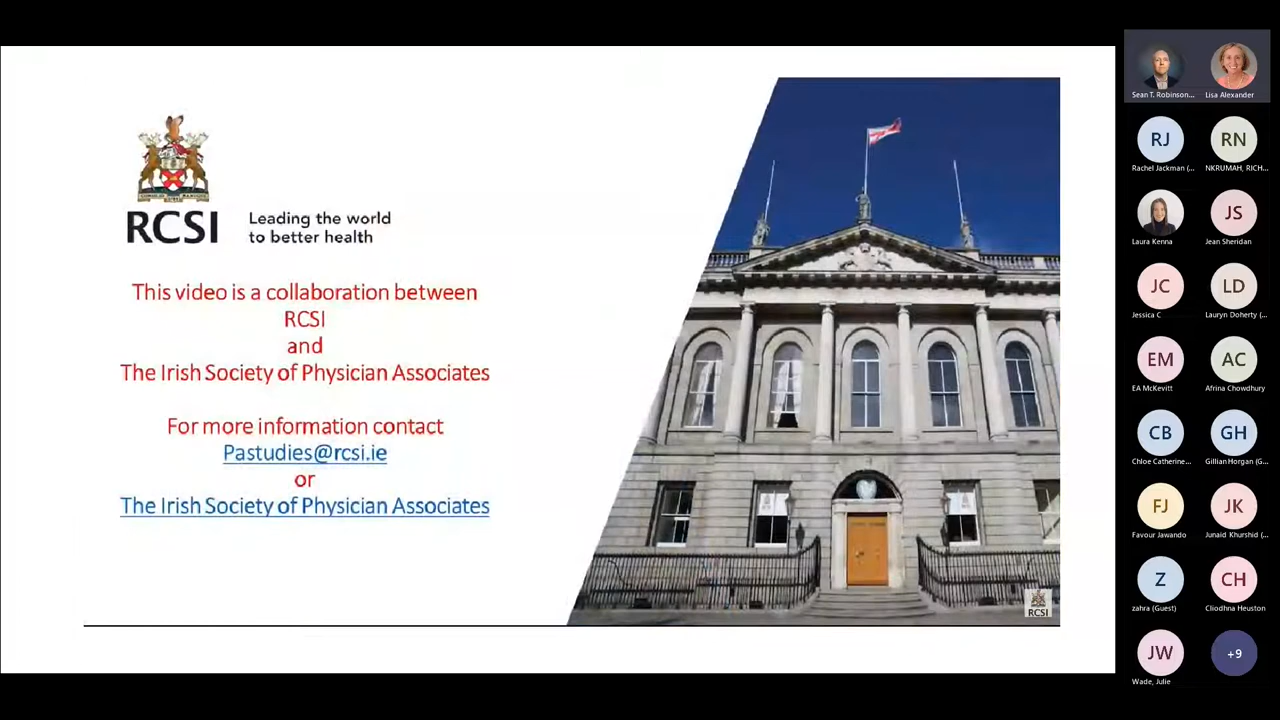 RCSI
Leading the world
to better health
This video is a collaboration between
RCSI
and
The Irish Society of Physician Associates
For more information contact
Pastudies@rcsi.ie
or
The Irish Society of Physician Associates
RCSI
Sean T. Robinson...
Lisa Alexander
RJ
RN
Rachel Jackman (...
NKRUMAH, RICH...
JS
Laura Kenna
Jean Sheridan
JC
LD
Jessica C
Lauryn Doherty (...
EM
AC
EA McKevitt
Afrina Chowdhury
CB
GH
Chloe Catherine...
Gillian Horgan (G...
FJ
JK
Favour Jawando
Junaid Khurshid (...
Z
CH
zahra (Guest)
Cliodhna Heuston
JW
+9
Wade, Julie